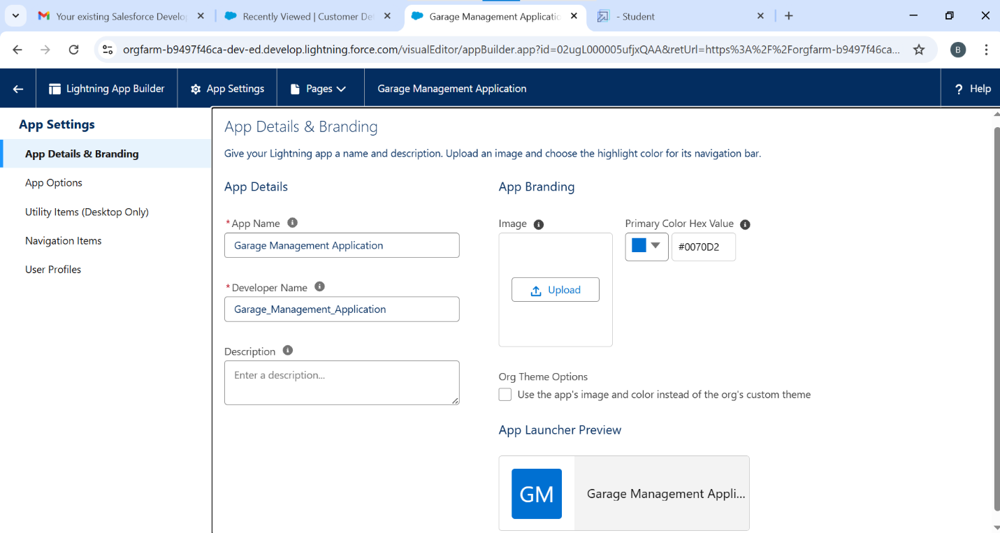 Your existing Salesforce Develo
Recently Viewed | Customer De
Garage Management Applicatio
- Student
orgfarm-b9497f46ca-dev-ed.develop.lightning.force.com/visualEditor/appBuilder.app?id=02ugL000005ufjxQAA&retUrl=https%3A%2F%2Forgfarm-b9497f46ca...
B
Lightning App Builder
App Settings
Pages
Garage Management Application
? Help
App Settings
App Details & Branding
App Options
Utility Items (Desktop Only)
Navigation Items
User Profiles
App Details & Branding
Give your Lightning app a name and description. Upload an image and choose the highlight color for its navigation bar.
App Details
*App Name
Garage Management Application
*Developer Name
Garage_Management_Application
Description
Enter a description...
App Branding
Image
Upload
Primary Color Hex Value
#0070D2
Org Theme Options
Use the app's image and color instead of the org's custom theme
App Launcher Preview
GM
Garage Management Appli...